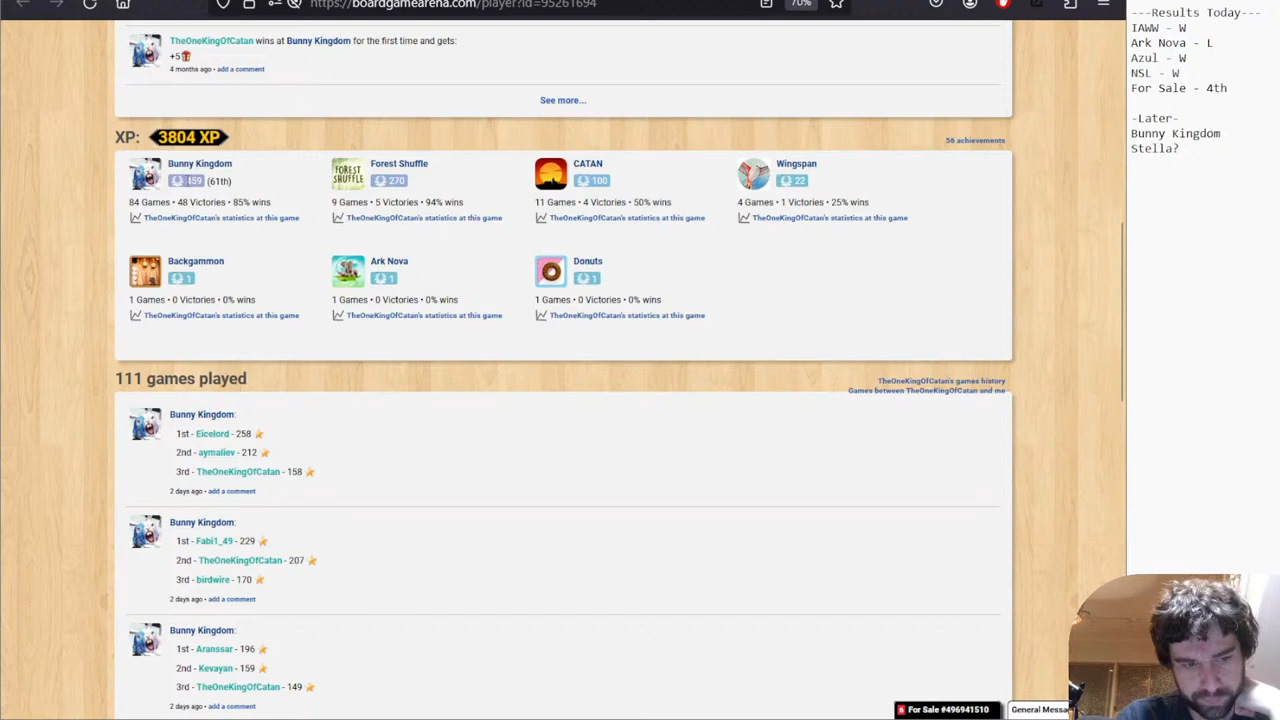 https://boardgamearena.com/player?id=95261694
70%
TheOneKingOfCatan wins at Bunny Kingdom for the first time and gets:
+5
4 months ago • add a comment
See more...
XP: 3804 XP
56 achievements
Bunny Kingdom
459 (61th)
84 Games • 48 Victories • 85% wins
TheOneKingOfCatan's statistics at this game
Forest Shuffle
270
9 Games • 5 Victories • 94% wins
TheOneKingOfCatan's statistics at this game
CATAN
100
11 Games • 4 Victories • 50% wins
TheOneKingOfCatan's statistics at this game
Wingspan
22
4 Games • 1 Victories • 25% wins
TheOneKingOfCatan's statistics at this game
Backgammon
1
1 Games • 0 Victories • 0% wins
TheOneKingOfCatan's statistics at this game
Ark Nova
1
1 Games • 0 Victories • 0% wins
TheOneKingOfCatan's statistics at this game
Donuts
1
1 Games • 0 Victories • 0% wins
TheOneKingOfCatan's statistics at this game
FOREST
SHUFFLE
111 games played
TheOneKingOfCatan's games history
Games between TheOneKingOfCatan and me
Bunny Kingdom:
1st - Eicelord - 258
2nd - aymaliev - 212
3rd - TheOneKingOfCatan - 158
2 days ago • add a comment
Bunny Kingdom:
1st - Fabi1_49 - 229
2nd - TheOneKingOfCatan - 207
3rd - birdwire - 170
2 days ago • add a comment
Bunny Kingdom:
1st - Aranssar - 196
2nd - Kevayan - 159
3rd - TheOneKingOfCatan - 149
2 days ago • add a comment
6 For Sale #496941510
General Messa
---Results Today---
IAWW - W
Ark Nova - L
Azul - W
NSL - W
For Sale - 4th
-Later-
Bunny Kingdom
Stella?